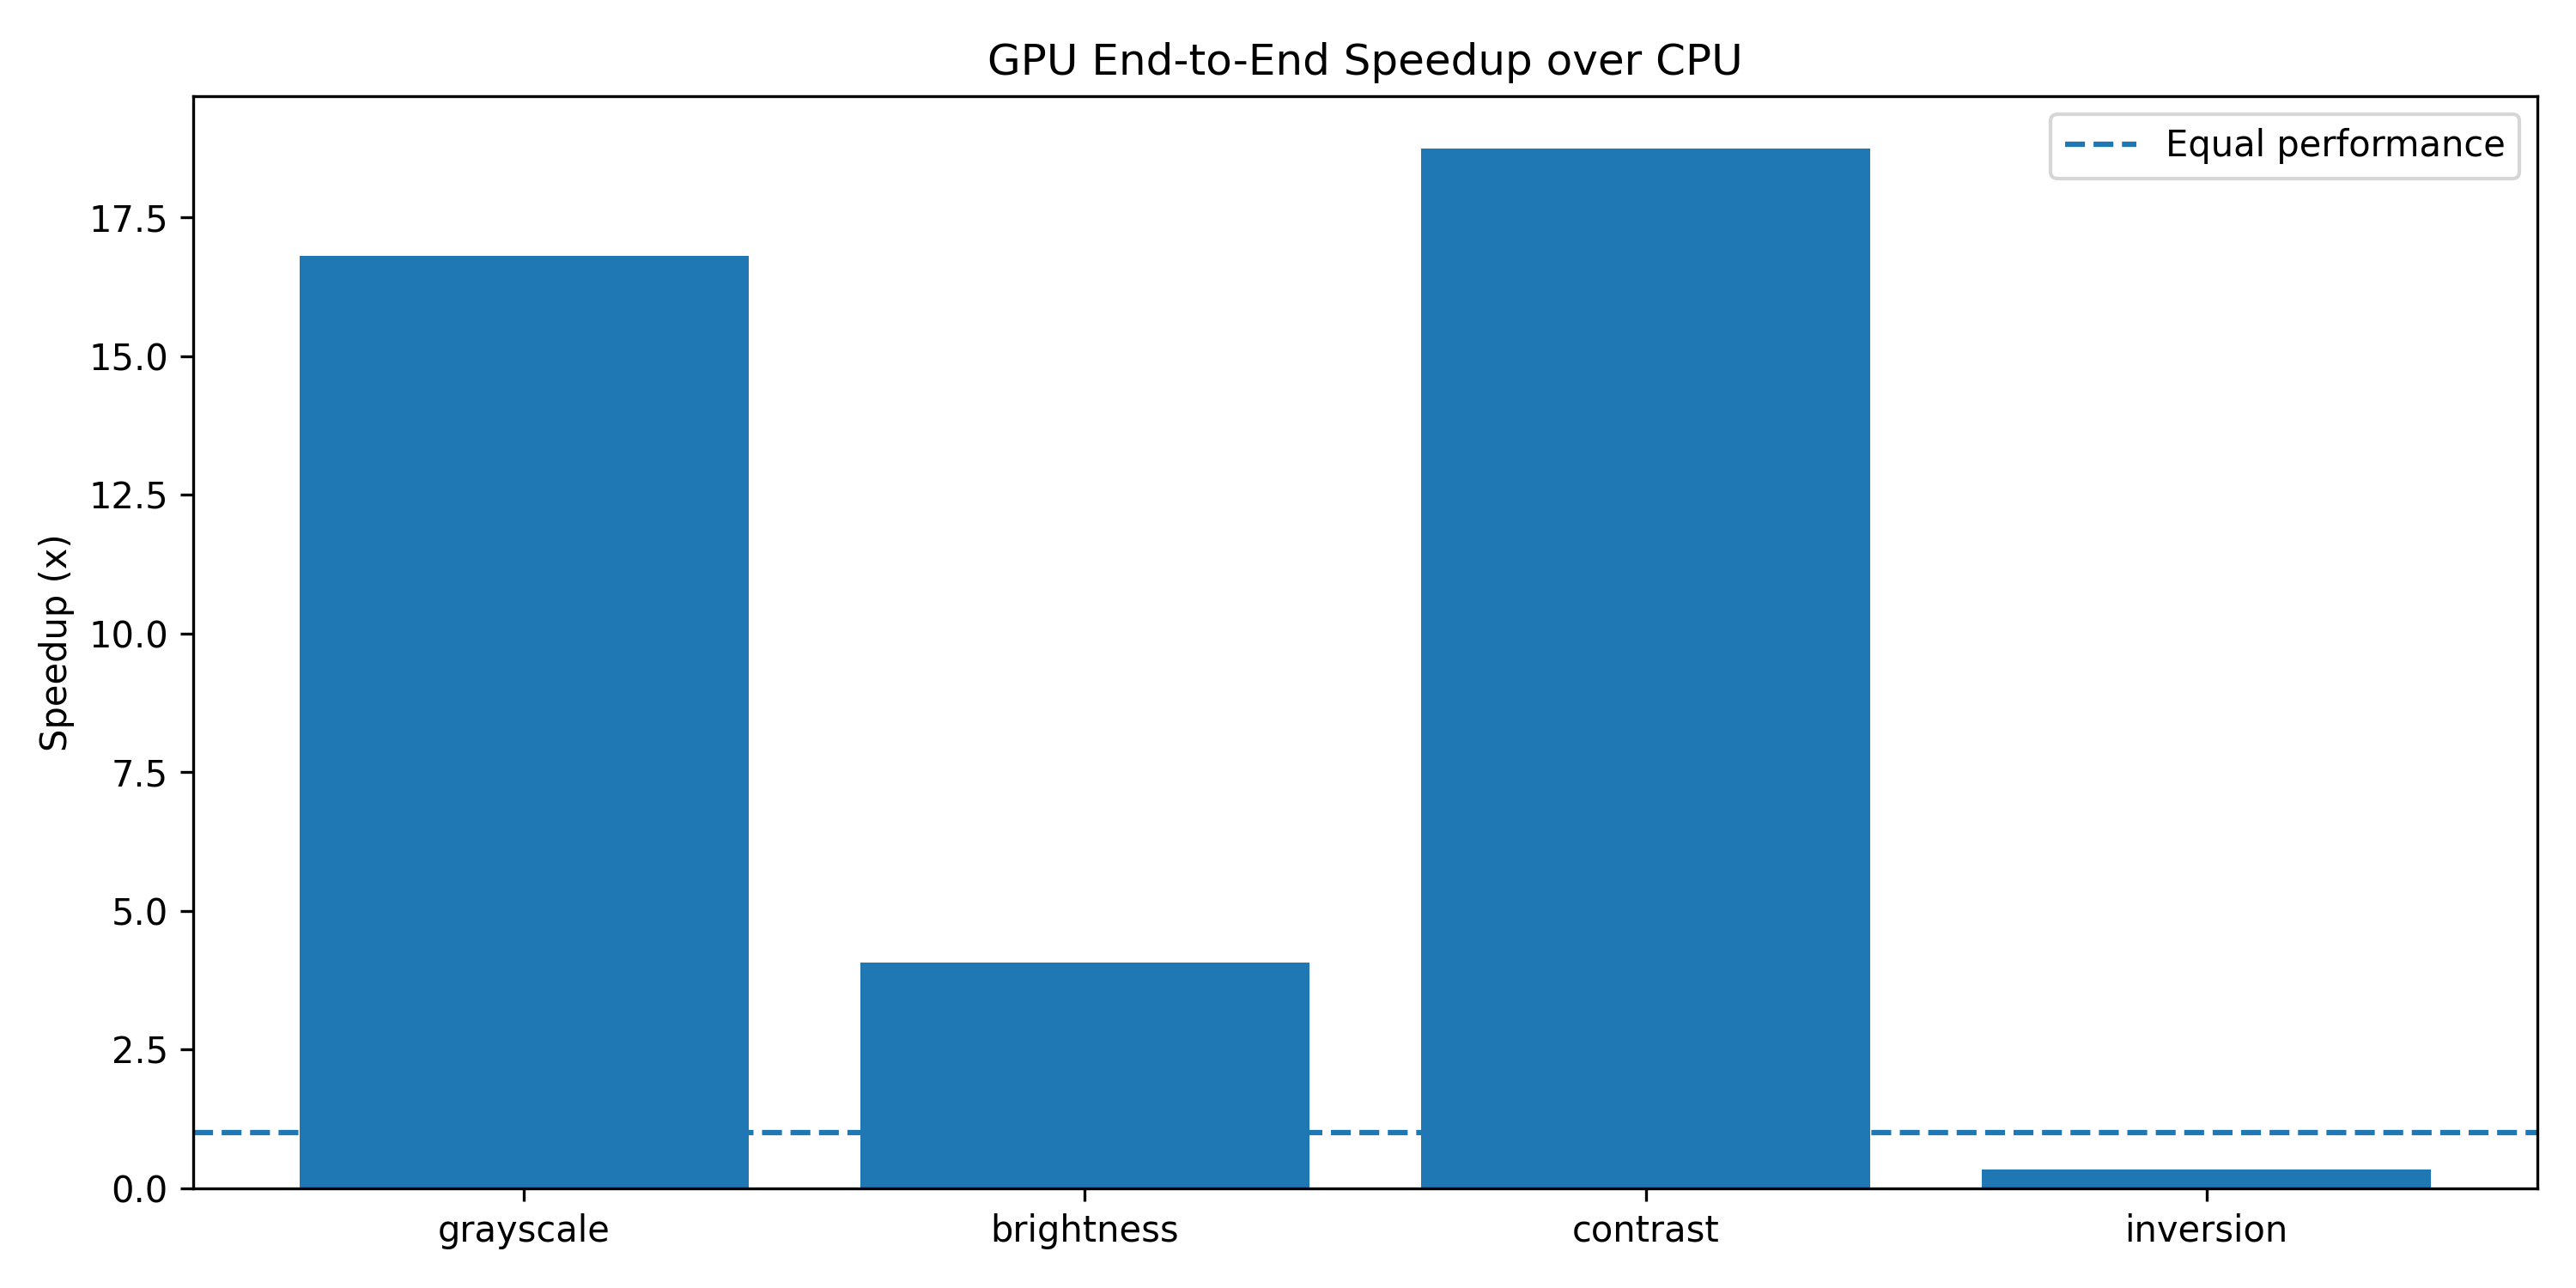 GPU End-to-End Speedup over CPU
Equal performance
Speedup (x)
17.5
15.0
12.5
10.0
7.5
5.0
2.5
0.0
grayscale brightness contrast inversion